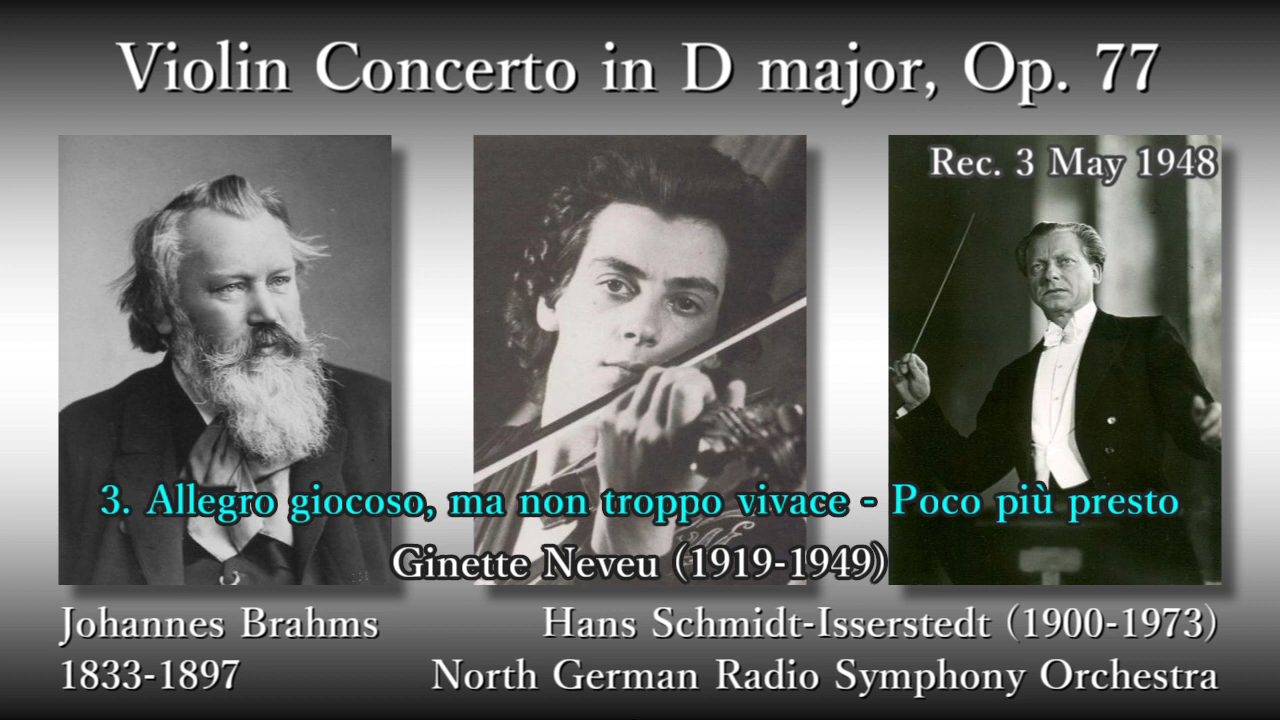 Violin Concerto in D major, Op. 77
Rec. 3 May 1948
3. Allegro giocoso, ma non troppo vivace - Poco più presto
Ginette Neveu (1919-1949)
Johannes Brahms
1833-1897
Hans Schmidt-Isserstedt (1900-1973)
North German Radio Symphony Orchestra